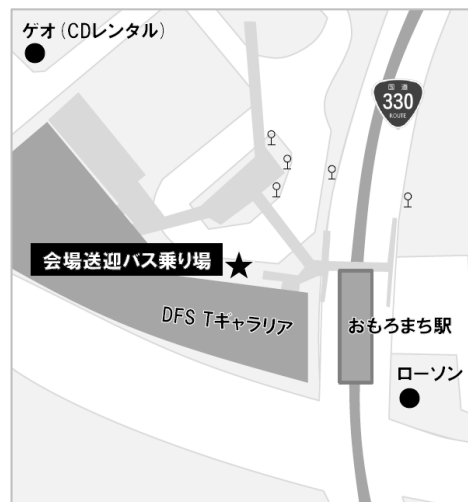 ゲオ(CDレンタル)
国道
330
ROUTE
会場送迎バス乗り場
DFS Tギャラリア
おもろまち駅
ローソン